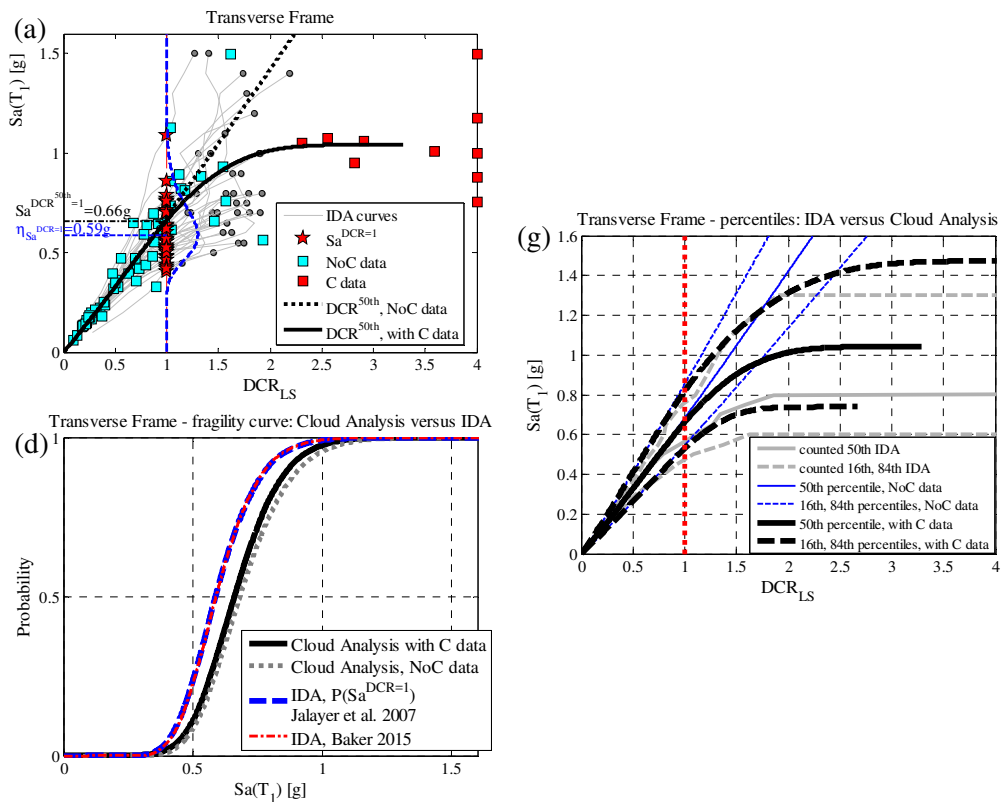 (a)
Transverse Frame
1.5
1
0.5
0
Sa(T1) [g]
Sa^DCR^50th=1=0.66g
ηSa^DCR=1=0.59g
IDA curves
Sa^DCR=1
NoC data
C data
DCR^50th, NoC data
DCR^50th, with C data
0 0.5 1 1.5 2 2.5 3 3.5 4
DCR_LS
(d)
Transverse Frame - fragility curve: Cloud Analysis versus IDA
1
0.5
0
Probability
Cloud Analysis with C data
Cloud Analysis, NoC data
IDA, P(Sa^DCR=1)
Jalayer et al. 2007
IDA, Baker 2015
0 0.5 1 1.5
Sa(T1) [g]
(g)
Transverse Frame - percentiles: IDA versus Cloud Analysis
1.6
1.4
1.2
1
0.8
0.6
0.4
0.2
0
Sa(T1) [g]
counted 50th IDA
counted 16th, 84th IDA
50th percentile, NoC data
16th, 84th percentiles, NoC data
50th percentile, with C data
16th, 84th percentiles, with C data
0 0.5 1 1.5 2 2.5 3 3.5 4
DCR_LS